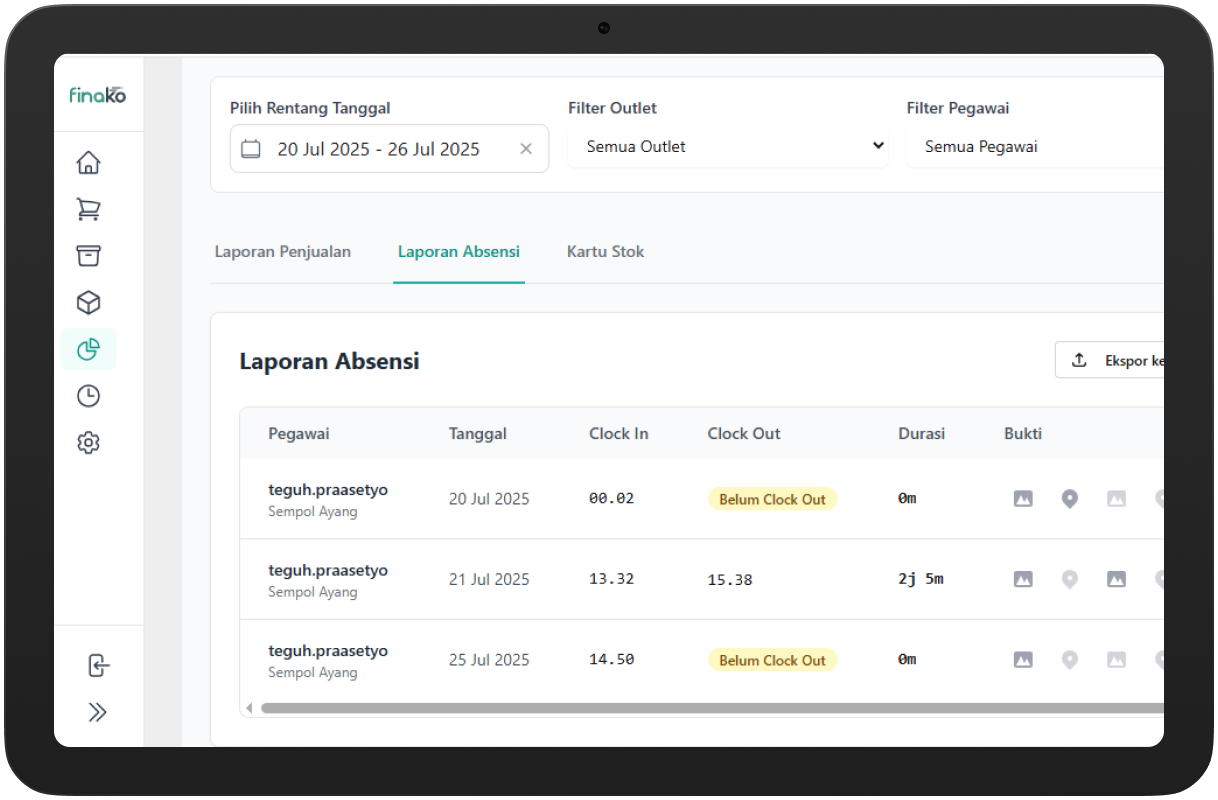 finako
Pilih Rentang Tanggal
Filter Outlet
Filter Pegawai
20 Jul 2025 - 26 Jul 2025
Semua Outlet
Semua Pegawai
Laporan Penjualan
Laporan Absensi
Kartu Stok
Laporan Absensi
Ekspor ke
Pegawai
Tanggal
Clock In
Clock Out
Durasi
Bukti
teguh.praasetyo
Sempol Ayang
20 Jul 2025
00.02
Belum Clock Out
0m
teguh.praasetyo
Sempol Ayang
21 Jul 2025
13.32
15.38
2j 5m
teguh.praasetyo
Sempol Ayang
25 Jul 2025
14.50
Belum Clock Out
0m